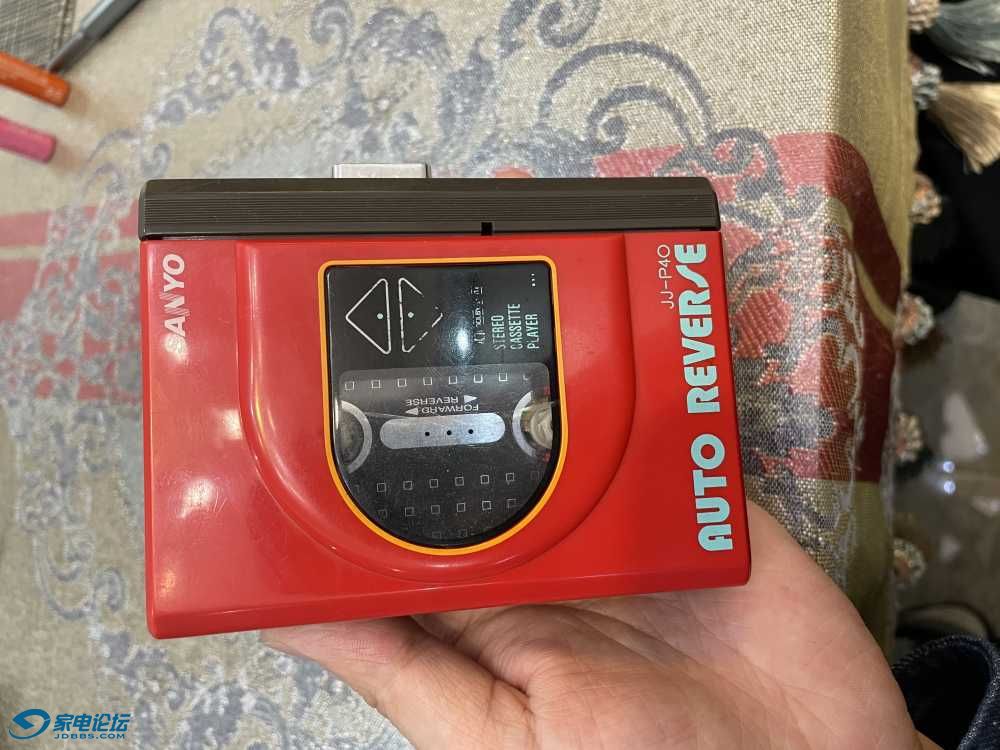 SANYO
STEREO
CASSETTE
PLAYER
FORWARD
REVERSE
JJ-P40
AUTO REVERSE
家电论坛
JDBBS.COM